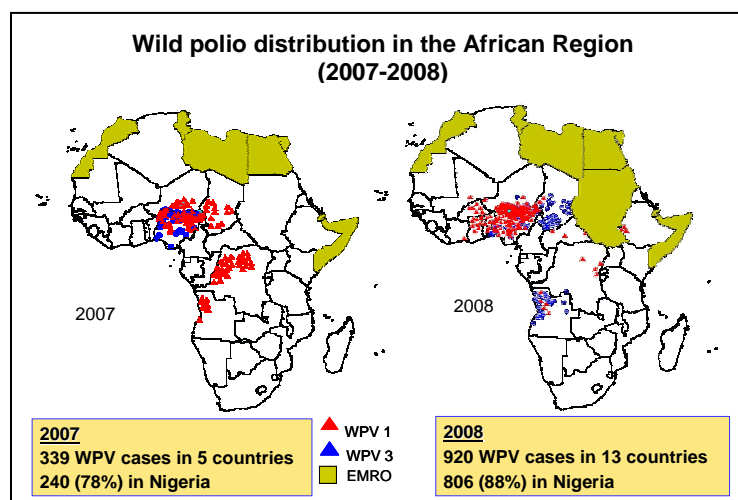 Wild polio distribution in the African Region
(2007-2008)
2007
2008
2007
339 WPV cases in 5 countries
240 (78%) in Nigeria
WPV 1
WPV 3
EMRO
2008
920 WPV cases in 13 countries
806 (88%) in Nigeria